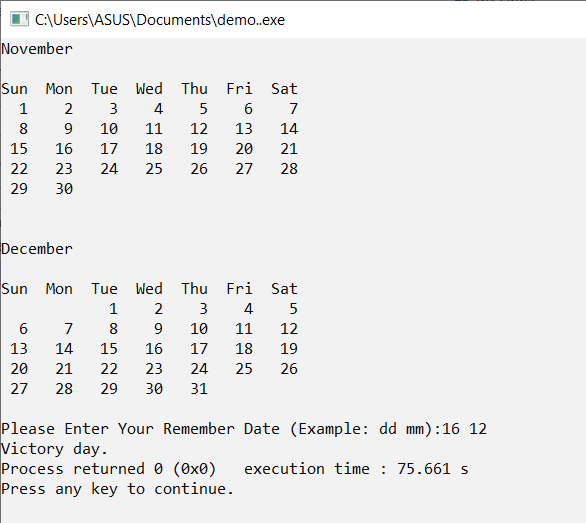 C:\Users\ASUS\Documents\demo..exe
November
Sun Mon Tue Wed Thu Fri Sat
1 2 3 4 5 6 7
8 9 10 11 12 13 14
15 16 17 18 19 20 21
22 23 24 25 26 27 28
29 30
December
Sun Mon Tue Wed Thu Fri Sat
1 2 3 4 5
6 7 8 9 10 11 12
13 14 15 16 17 18 19
20 21 22 23 24 25 26
27 28 29 30 31
Please Enter Your Remember Date (Example: dd mm):16 12
Victory day.
Process returned 0 (0x0) execution time : 75.661 s
Press any key to continue.